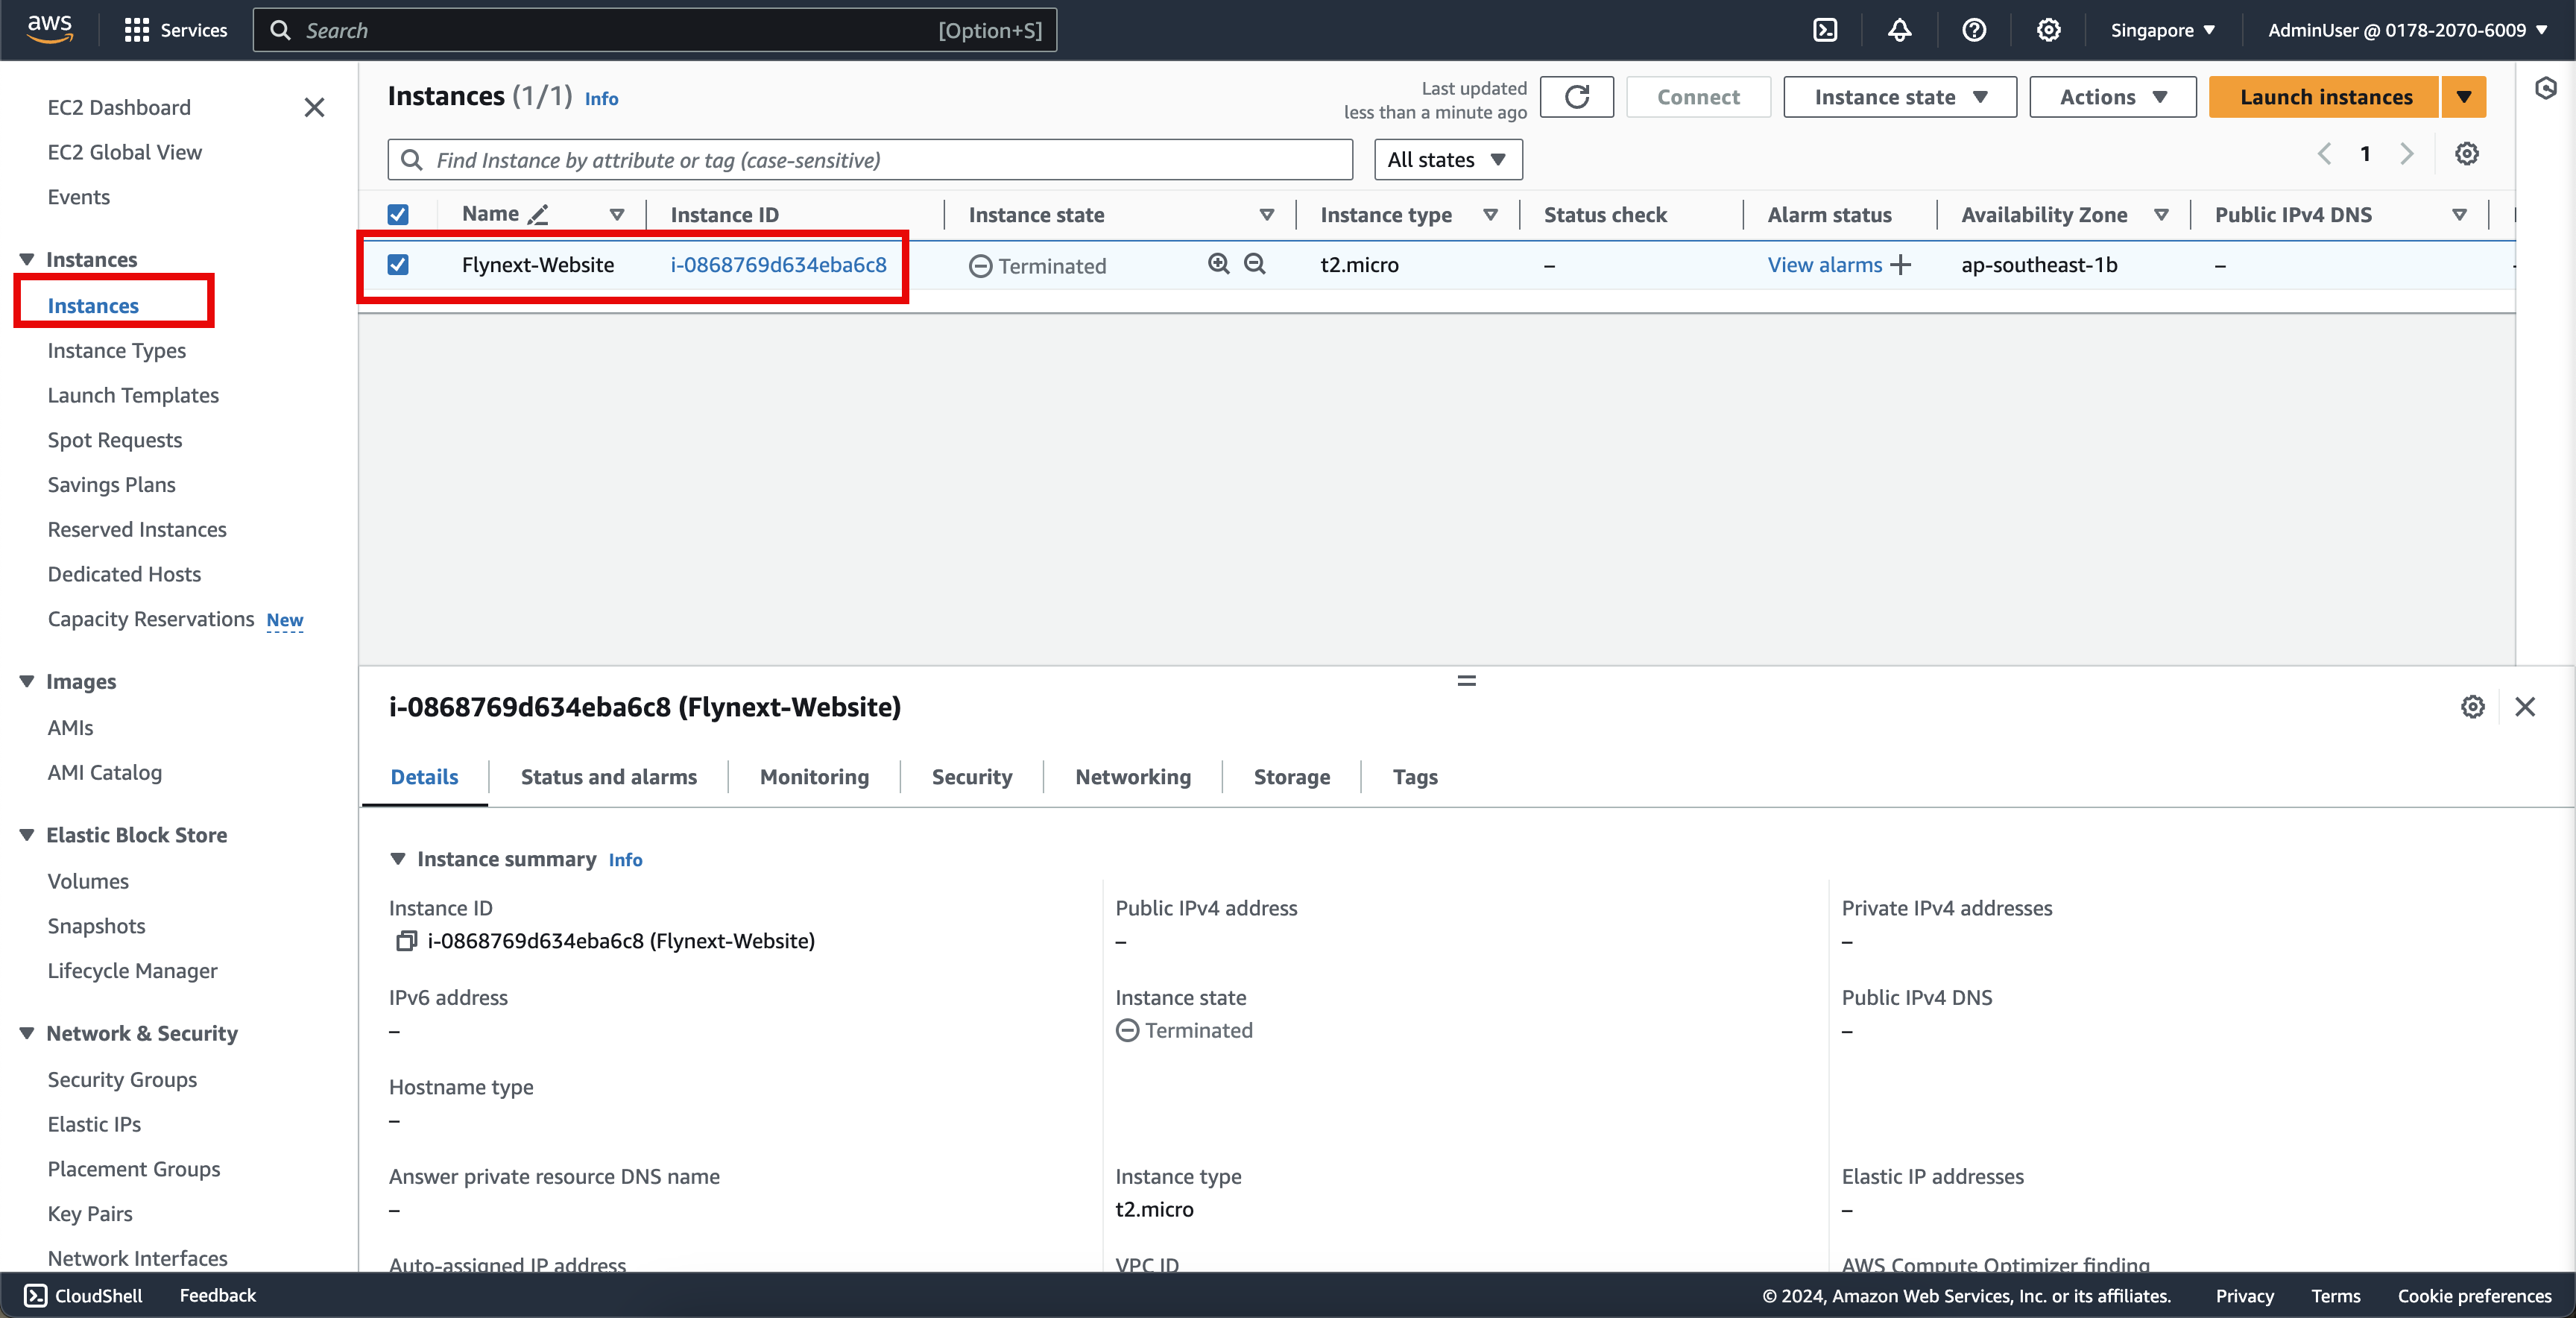 aws Services Search [Option+S] Singapore AdminUser @ 0178-2070-6009
EC2 Dashboard
EC2 Global View
Events
Instances
Instances
Instance Types
Launch Templates
Spot Requests
Savings Plans
Reserved Instances
Dedicated Hosts
Capacity Reservations New
Images
AMIs
AMI Catalog
Elastic Block Store
Volumes
Snapshots
Lifecycle Manager
Network & Security
Security Groups
Elastic IPs
Placement Groups
Key Pairs
Network Interfaces
Instances (1/1) Info
Last updated
less than a minute ago
Connect Instance state Actions Launch instances
Find Instance by attribute or tag (case-sensitive) All states 1
Name Instance ID Instance state Instance type Status check Alarm status Availability Zone Public IPv4 DNS
Flynext-Website i-0868769d634eba6c8 Terminated t2.micro – View alarms + ap-southeast-1b –
i-0868769d634eba6c8 (Flynext-Website)
Details Status and alarms Monitoring Security Networking Storage Tags
Instance summary Info
Instance ID
i-0868769d634eba6c8 (Flynext-Website)
Public IPv4 address
–
Private IPv4 addresses
–
IPv6 address
–
Instance state
Terminated
Public IPv4 DNS
–
Hostname type
–
Answer private resource DNS name
–
Instance type
t2.micro
Elastic IP addresses
–
Auto-assigned IP address
VPC ID
AWS Compute Optimizer finding
CloudShell Feedback © 2024, Amazon Web Services, Inc. or its affiliates. Privacy Terms Cookie preferences